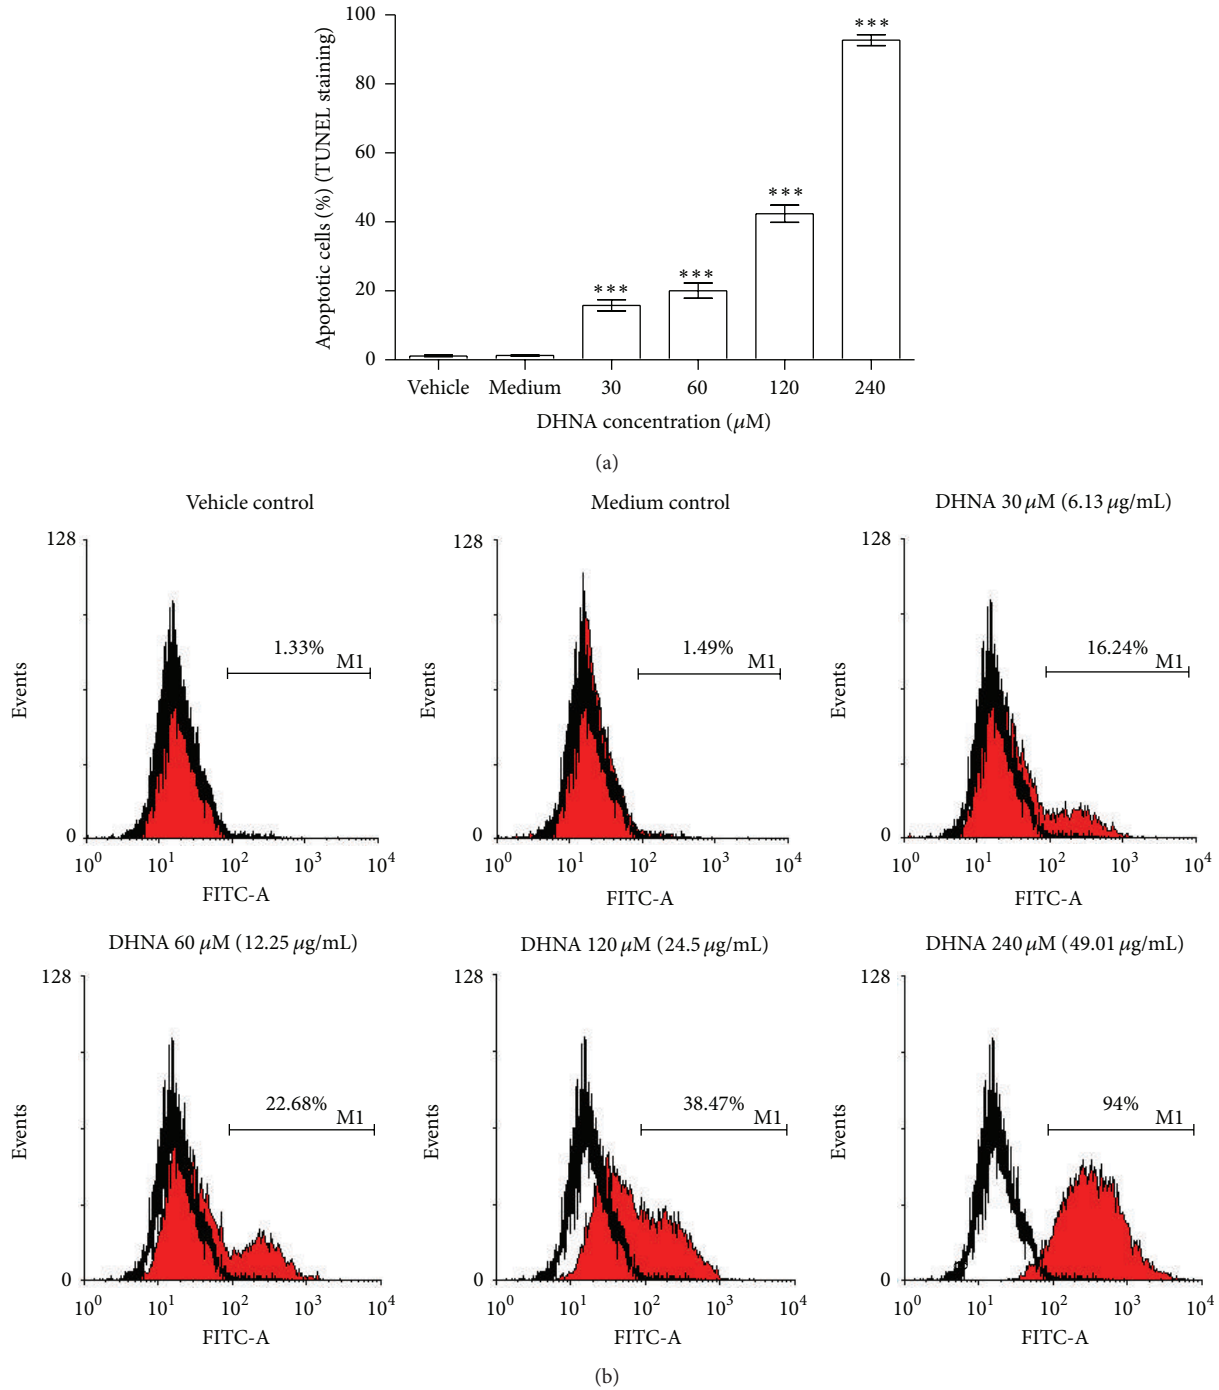 100
80
60
40
20
0
Apoptotic cells (%) (TUNEL staining)
***
***
***
***
Vehicle Medium 30 60 120 240
DHNA concentration (μM)
(a)
Vehicle control
128
0
Events
1.33%
M1
10⁰ 10¹ 10² 10³ 10⁴
FITC-A
Medium control
128
0
Events
1.49%
M1
10⁰ 10¹ 10² 10³ 10⁴
FITC-A
DHNA 30 μM (6.13 μg/mL)
128
0
Events
16.24%
M1
10⁰ 10¹ 10² 10³ 10⁴
FITC-A
DHNA 60 μM (12.25 μg/mL)
128
0
Events
22.68%
M1
10⁰ 10¹ 10² 10³ 10⁴
FITC-A
DHNA 120 μM (24.5 μg/mL)
128
0
Events
38.47%
M1
10⁰ 10¹ 10² 10³ 10⁴
FITC-A
DHNA 240 μM (49.01 μg/mL)
128
0
Events
94%
M1
10⁰ 10¹ 10² 10³ 10⁴
FITC-A
(b)